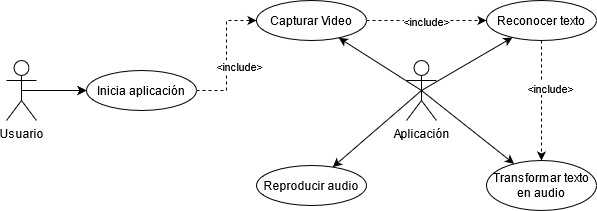 Capturar Video
<include>
Reconocer texto
<include>
Inicia aplicación
<include>
Usuario
Aplicación
Reproducir audio
Transformar texto
en audio